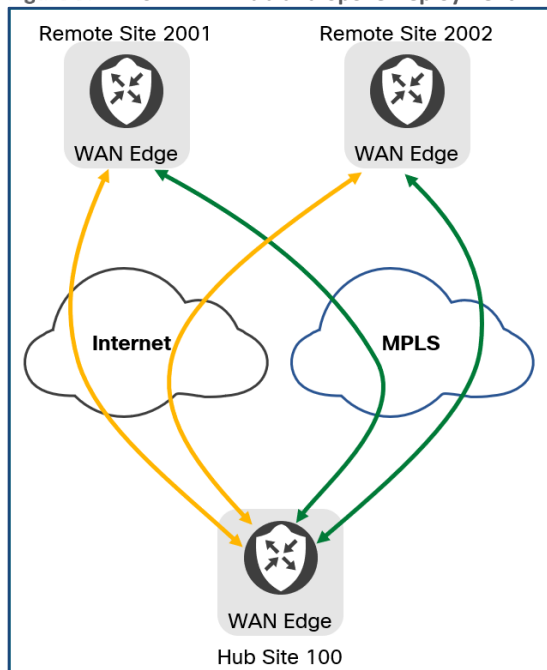 Remote Site 2001
Remote Site 2002
WAN Edge
WAN Edge
Internet
MPLS
WAN Edge
Hub Site 100